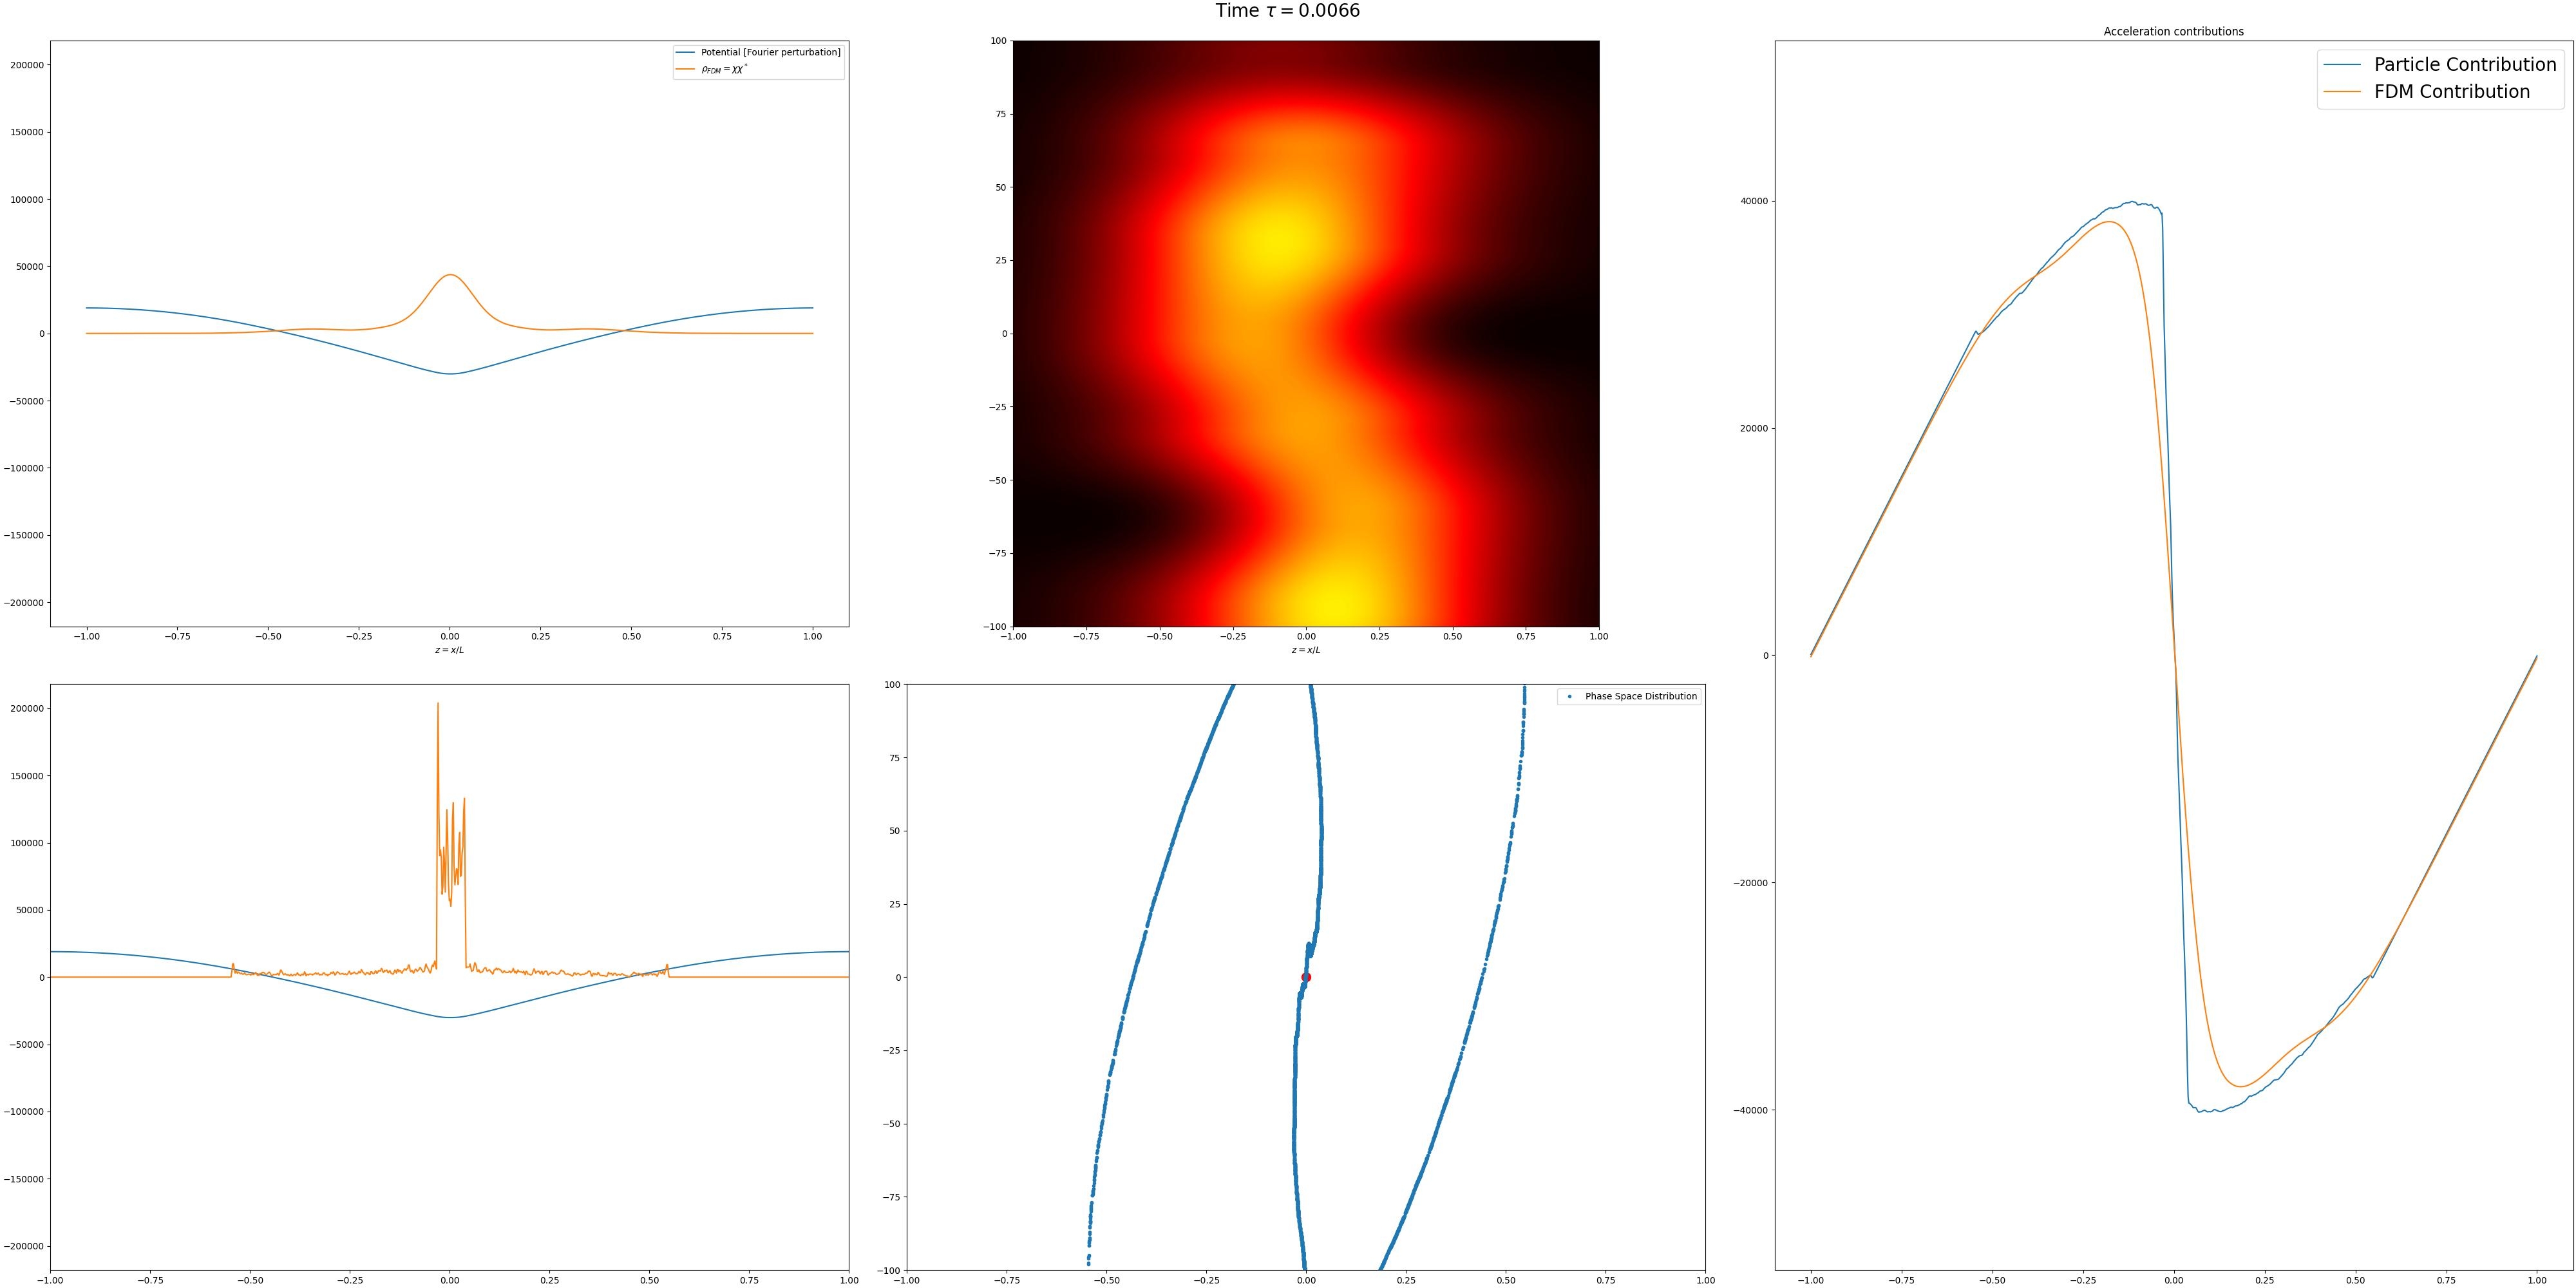 Time τ = 0.0066
Potential [Fourier perturbation]
ρ_FDM = χχ*
200000
150000
100000
50000
0
−50000
−100000
−150000
−200000
−1.00 −0.75 −0.50 −0.25 0.00 0.25 0.50 0.75 1.00
z = x/L
100
75
50
25
0
−25
−50
−75
−100
−1.00 −0.75 −0.50 −0.25 0.00 0.25 0.50 0.75 1.00
z = x/L
Acceleration contributions
Particle Contribution
FDM Contribution
40000
20000
0
−20000
−40000
−1.00 −0.75 −0.50 −0.25 0.00 0.25 0.50 0.75 1.00
200000
150000
100000
50000
0
−50000
−100000
−150000
−200000
−1.00 −0.75 −0.50 −0.25 0.00 0.25 0.50 0.75 1.00
Phase Space Distribution
100
75
50
25
0
−25
−50
−75
−100
−1.00 −0.75 −0.50 −0.25 0.00 0.25 0.50 0.75 1.00